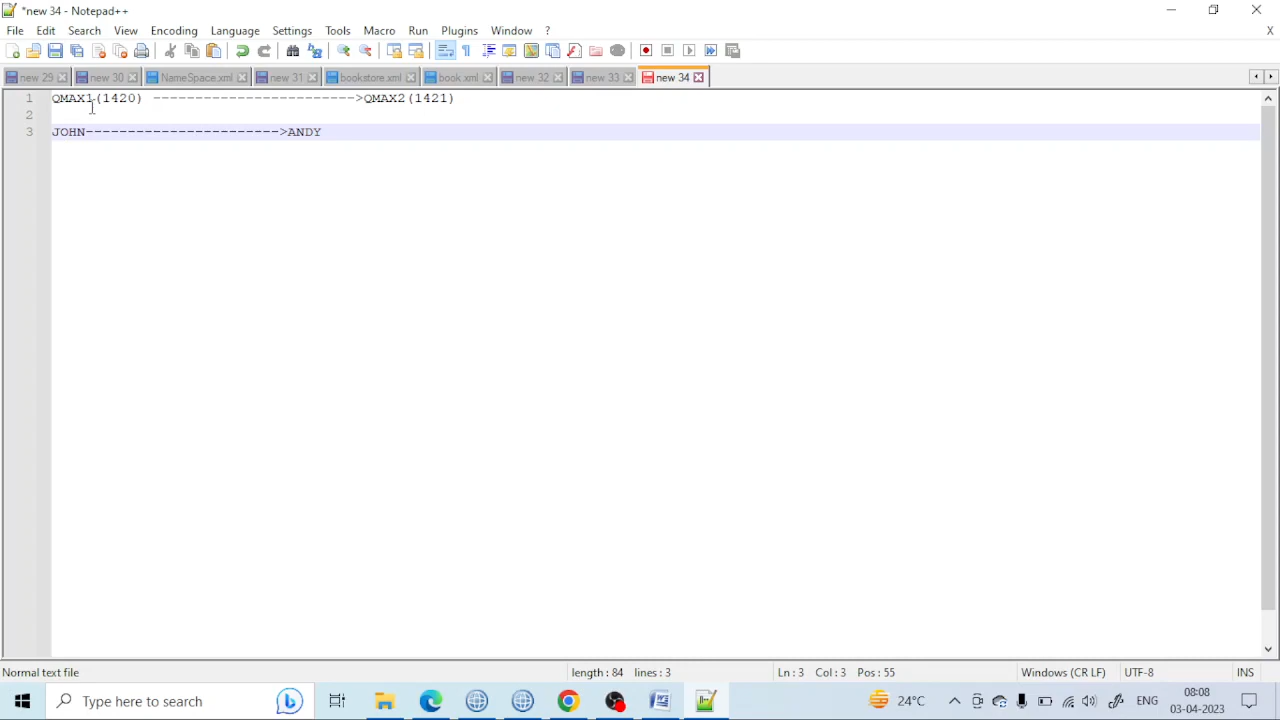 *new 34 - Notepad++
File Edit Search View Encoding Language Settings Tools Macro Run Plugins Window ? X
new 29 new 30 NameSpace.xml new 31 bookstore.xml book.xml new 32 new 33 new 34
1 QMAX1(1420) ------------------------>QMAX2(1421)
2
3 JOHN----------------------->ANDY
Normal text file length : 84 lines : 3 Ln : 3 Col : 3 Pos : 55 Windows (CR LF) UTF-8 INS
Type here to search 24°C ENG 08:08
03-04-2023